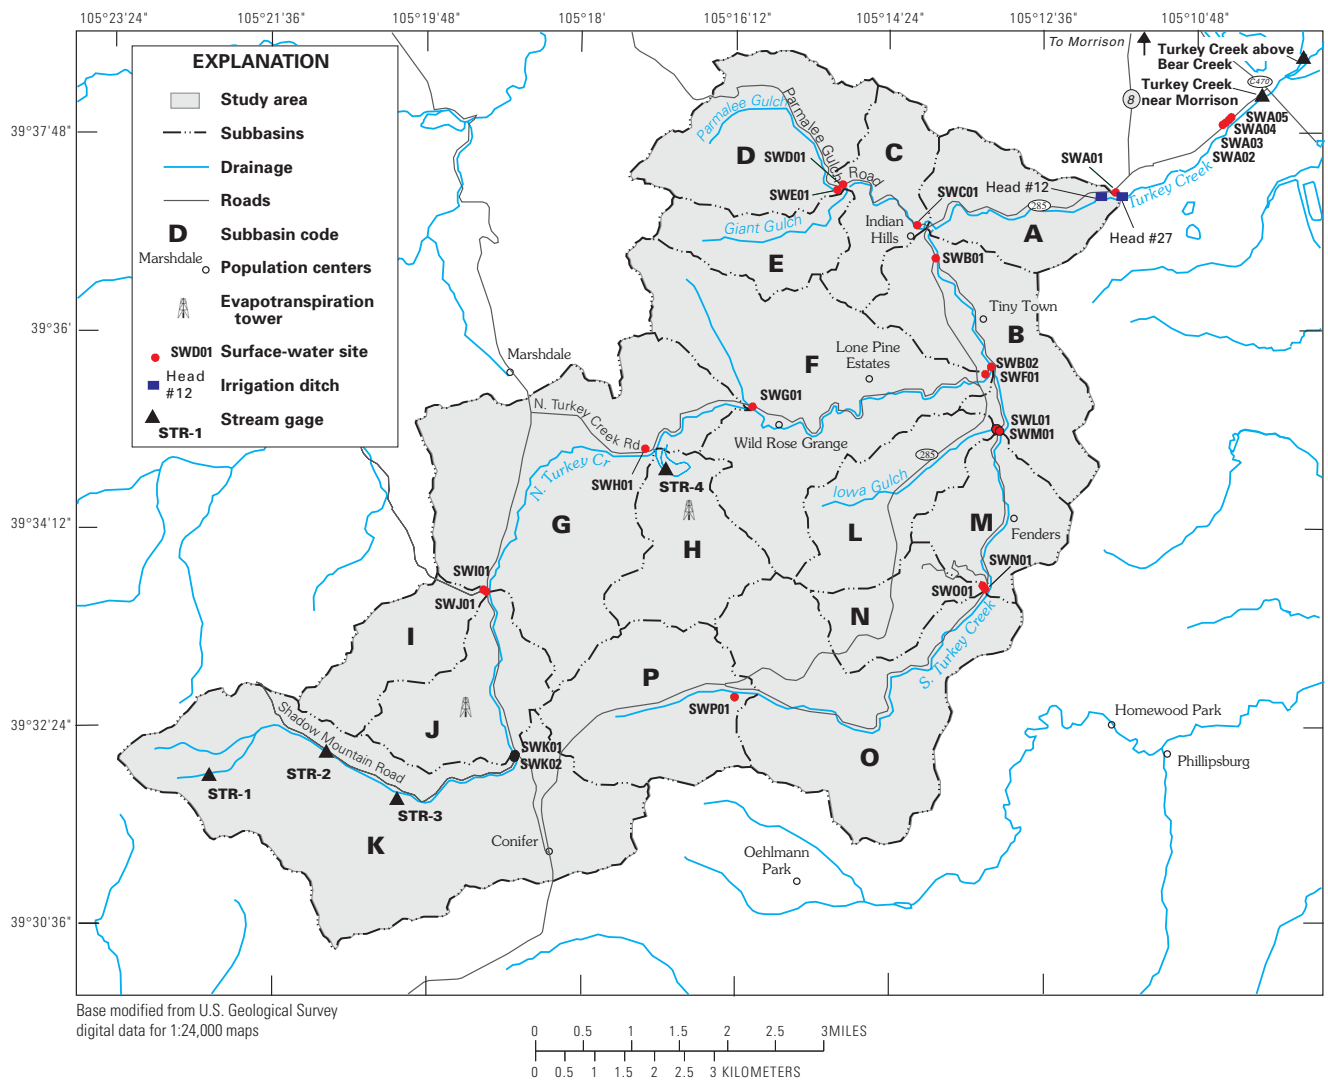 105°23'24"
105°21'36"
105°19'48"
105°18'
105°16'12"
105°14'24"
105°12'36"
105°10'48"
39°37'48"
39°36'
39°34'12"
39°32'24"
39°30'36"
EXPLANATION
Study area
Subbasins
Drainage
Roads
D
Subbasin code
Marshdale
Population centers
Evapotranspiration
tower
SWD01
Surface-water site
Head
#12
Irrigation ditch
STR-1
Stream gage
To Morrison
Turkey Creek above
Bear Creek
C470
Turkey Creek
near Morrison
8
SWA05
SWA04
SWA03
SWA02
SWA01
Turkey Creek
Head #12
Head #27
285
A
Parmalee Gulch
Parmalee Gulch
Road
D
C
SWD01
SWE01
SWC01
Giant Gulch
Indian
Hills
E
SWB01
Tiny Town
B
Marshdale
F
Lone Pine
Estates
SWB02
SWF01
N. Turkey Creek Rd
SWG01
Wild Rose Grange
SWL01
SWM01
285
N. Turkey Cr
SWH01
STR-4
Iowa Gulch
G
H
L
M
Fenders
SWI01
SWJ01
SWN01
SWO01
I
N
S. Turkey Creek
P
SWP01
J
Shadow Mountain Road
SWK01
SWK02
STR-1
STR-2
STR-3
O
K
Conifer
Homewood Park
Phillipsburg
Oehlmann
Park
Base modified from U.S. Geological Survey
digital data for 1:24,000 maps
0 0.5 1 1.5 2 2.5 3 MILES
0 0.5 1 1.5 2 2.5 3 KILOMETERS